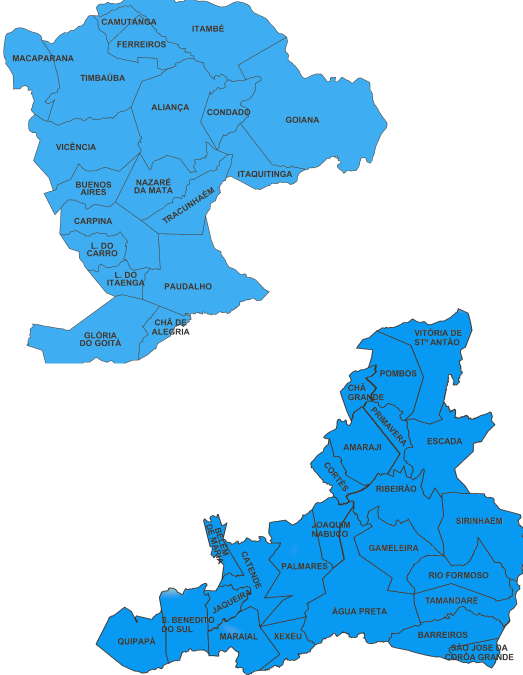 CAMUTANGA
ITAMBÉ
FERREIROS
MACAPARANA
TIMBAÚBA
ALIANÇA
CONDADO
GOIANA
VICÊNCIA
ITAQUITINGA
BUENOS
AIRES
NAZARÉ
DA MATA
TRACUNHAÉM
CARPINA
L. DO
CARRO
L. DO
ITAENGA
PAUDALHO
CHÃ DE
ALEGRIA
GLÓRIA
DO GOITÁ
VITÓRIA DE
STº ANTÃO
POMBOS
CHÃ
GRANDE
PRIMAVERA
ESCADA
AMARAJI
CORTÊS
RIBEIRÃO
SIRINHAÉM
JOAQUIM
NABUCO
BELÉM
DE MARIA
GAMELEIRA
CATENDE
PALMARES
RIO FORMOSO
JAQUEIRA
TAMANDARE
ÁGUA PRETA
S. BENEDITO
DO SUL
QUIPAPÁ
MARAIAL
XEXÉU
BARREIROS
SÃO JOSÉ DA
CORÔA GRANDE